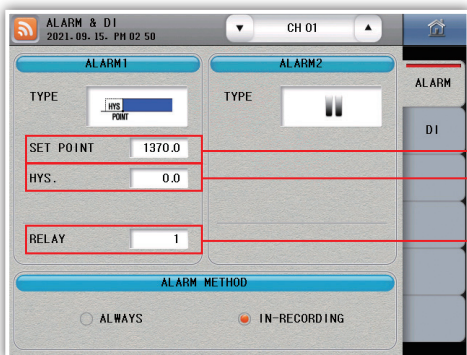 ALARM & DI
2021.09.15. PM 02 50
CH 01
ALARM1
ALARM2
ALARM
TYPE
HYS
POINT
TYPE
DI
SET POINT 1370.0
HYS. 0.0
RELAY 1
ALARM METHOD
ALWAYS
IN-RECORDING